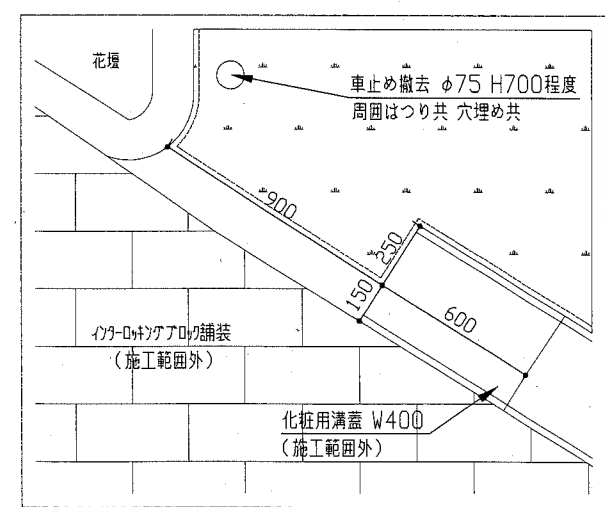 花壇
車止め撤去 φ75 H700程度
周囲はつり共 穴埋め共
900
250
150
600
インターロッキングブロック舗装
(施工範囲外)
化粧用溝蓋 W400
(施工範囲外)